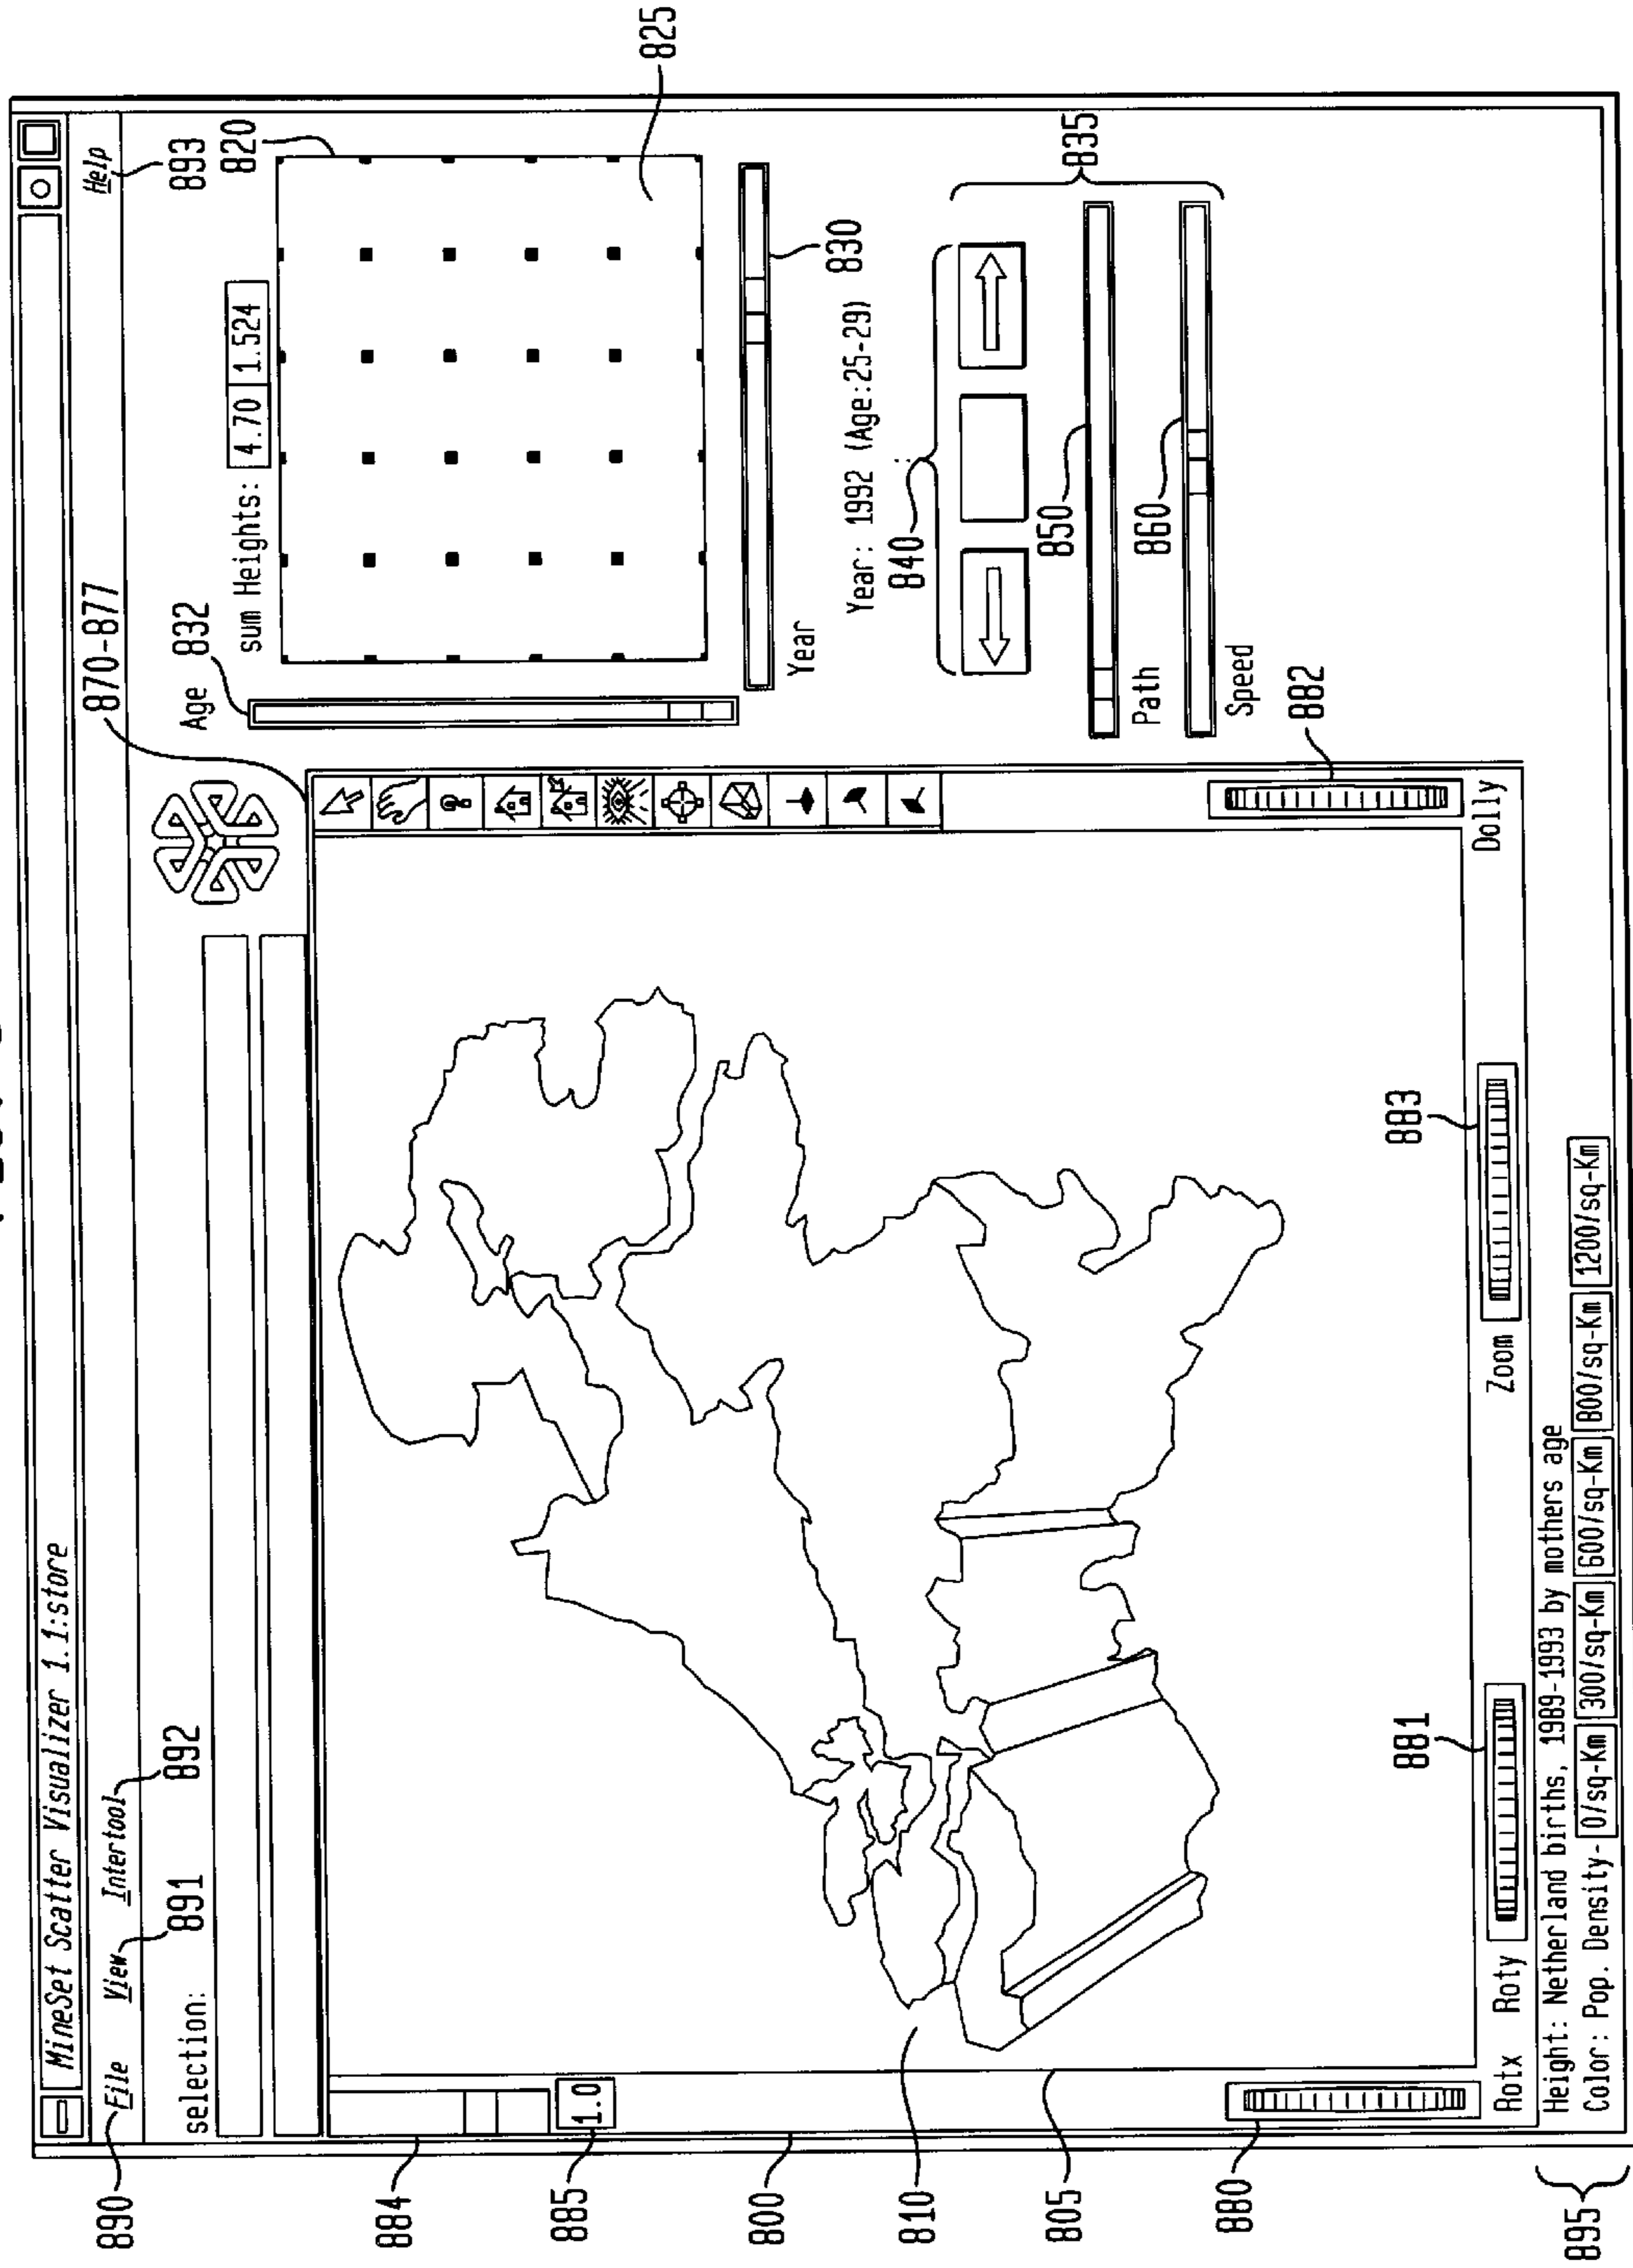 MineSet Scatter Visualizer 1.1:store
890 File View Intertool Help
891 892 893
selection:
870-877
Age 832
sum Heights: 4.70 1.524
820
825
Year
830
Year: 1992 (Age:25-29)
840
835
Path
850
Speed
860
884
885
1.0
800
810
805
880
881
882
883
Rotx Roty Zoom Dolly
Height: Netherland births, 1989-1993 by mothers age
Color: Pop. Density- 0/sq-Km 300/sq-Km 600/sq-Km 800/sq-Km 1200/sq-Km
895